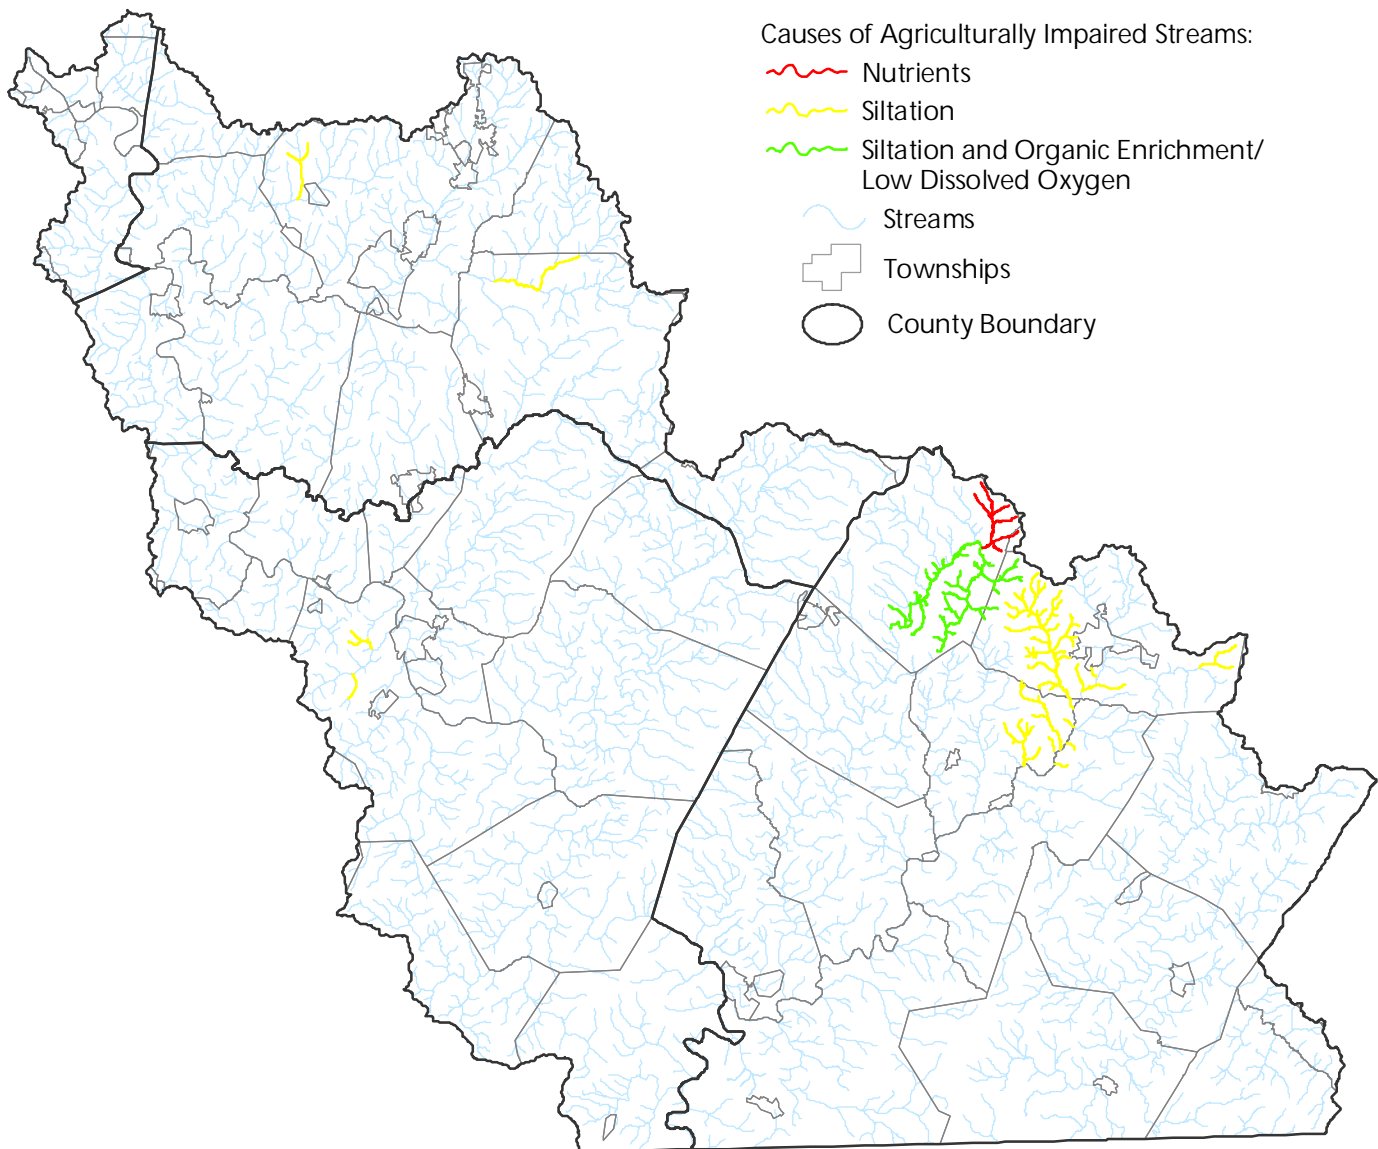 Causes of Agriculturally Impaired Streams:
Nutrients
Siltation
Siltation and Organic Enrichment/
Low Dissolved Oxygen
Streams
Townships
County Boundary